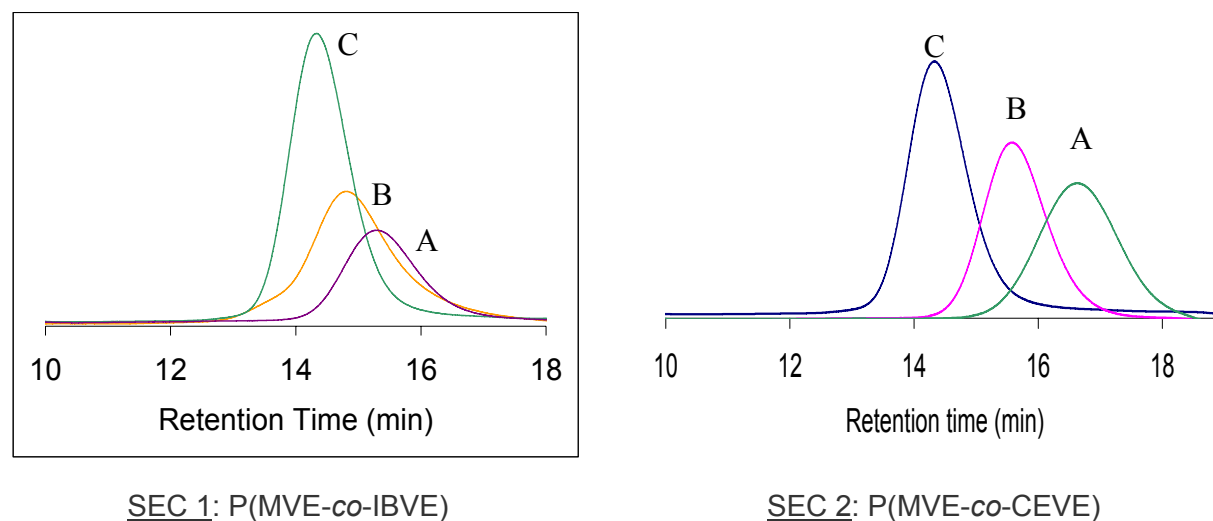 C
B
A
10 12 14 16 18
Retention Time (min)
SEC 1: P(MVE-co-IBVE)
C
B
A
10 12 14 16 18
Retention time (min)
SEC 2: P(MVE-co-CEVE)